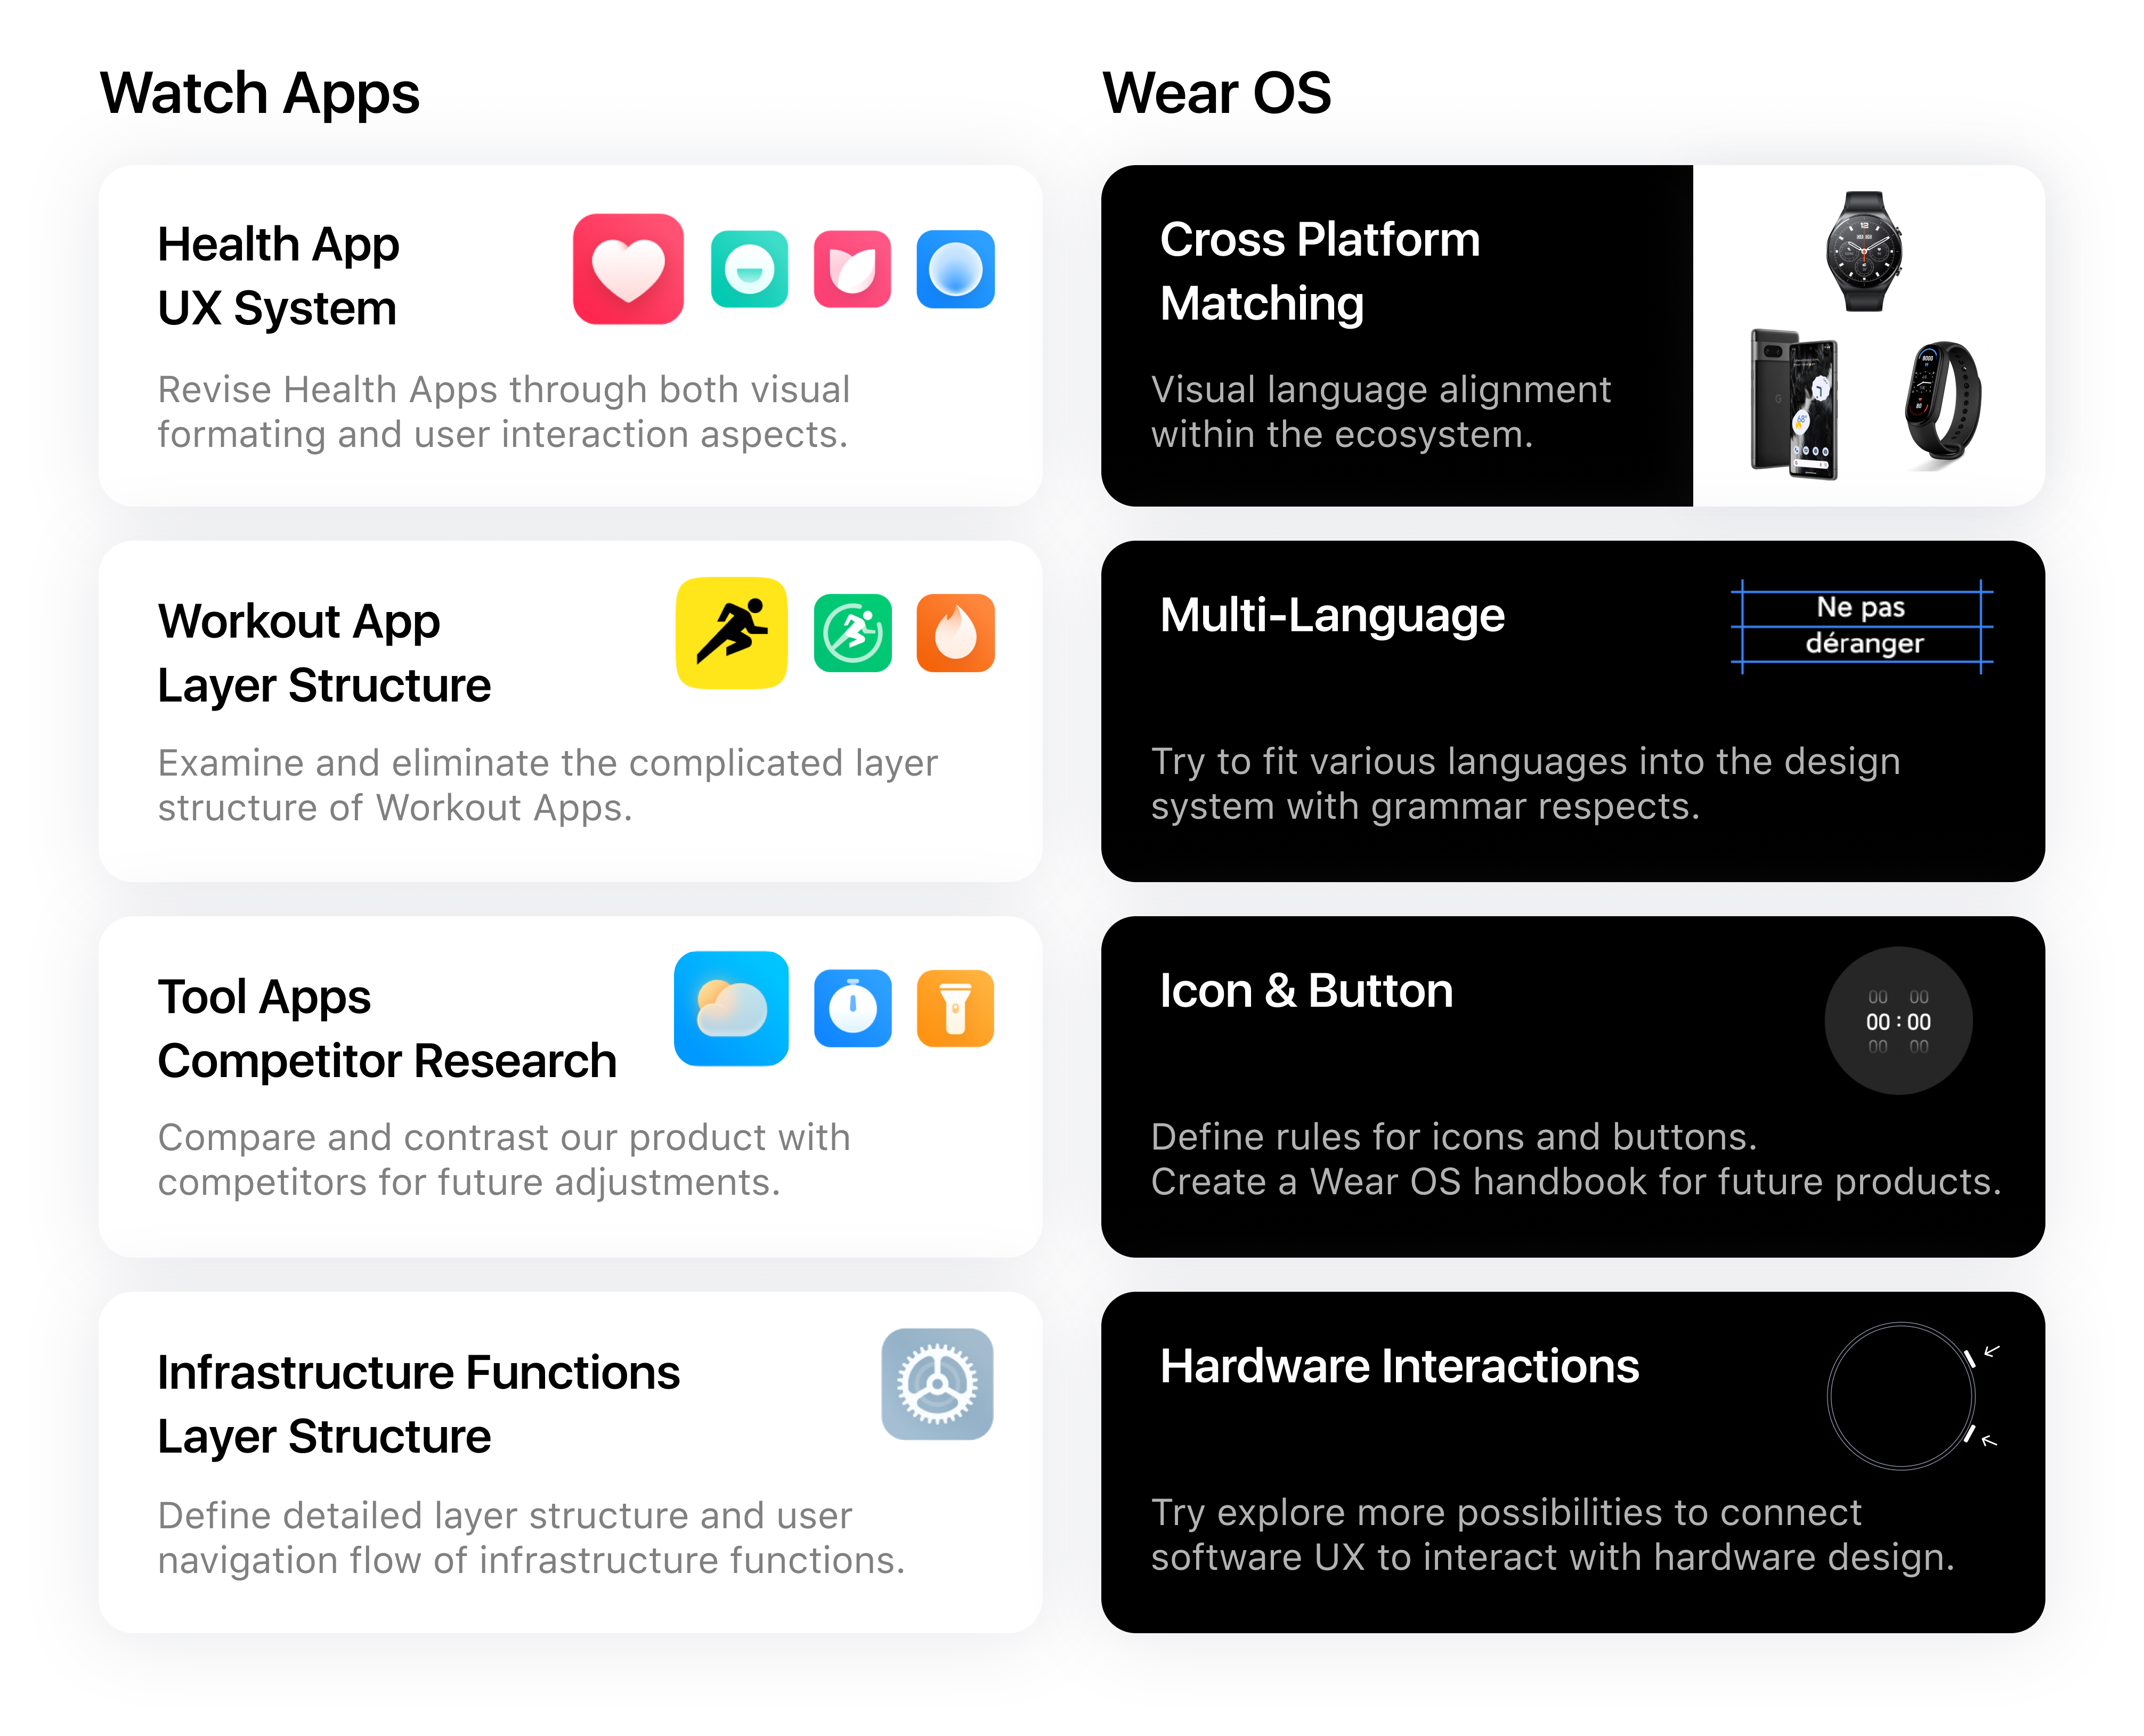 Watch Apps
Health App
UX System
Revise Health Apps through both visual
formating and user interaction aspects.
Workout App
Layer Structure
Examine and eliminate the complicated layer
structure of Workout Apps.
Tool Apps
Competitor Research
Compare and contrast our product with
competitors for future adjustments.
Infrastructure Functions
Layer Structure
Define detailed layer structure and user
navigation flow of infrastructure functions.
Wear OS
Cross Platform
Matching
Visual language alignment
within the ecosystem.
Multi-Language
Ne pas
déranger
Try to fit various languages into the design
system with grammar respects.
Icon & Button
00 00
00 : 00
00 00
Define rules for icons and buttons.
Create a Wear OS handbook for future products.
Hardware Interactions
Try explore more possibilities to connect
software UX to interact with hardware design.